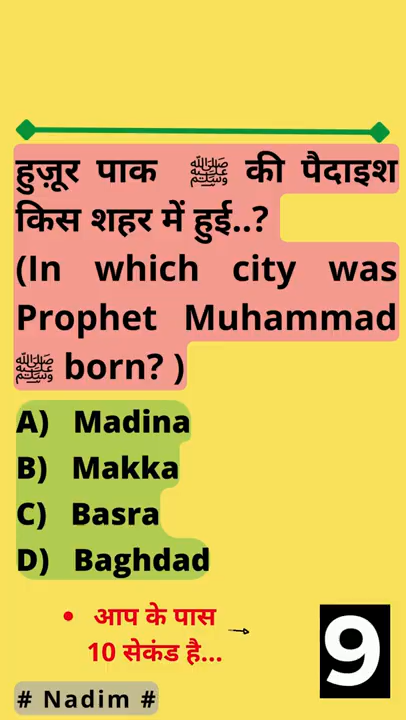 हुज़ूर पाक ﷺ की पैदाइश
किस शहर में हुई..?
(In which city was
Prophet Muhammad
ﷺ born? )
A) Madina
B) Makka
C) Basra
D) Baghdad
• आप के पास
10 सेकंड है...
9
# Nadim #